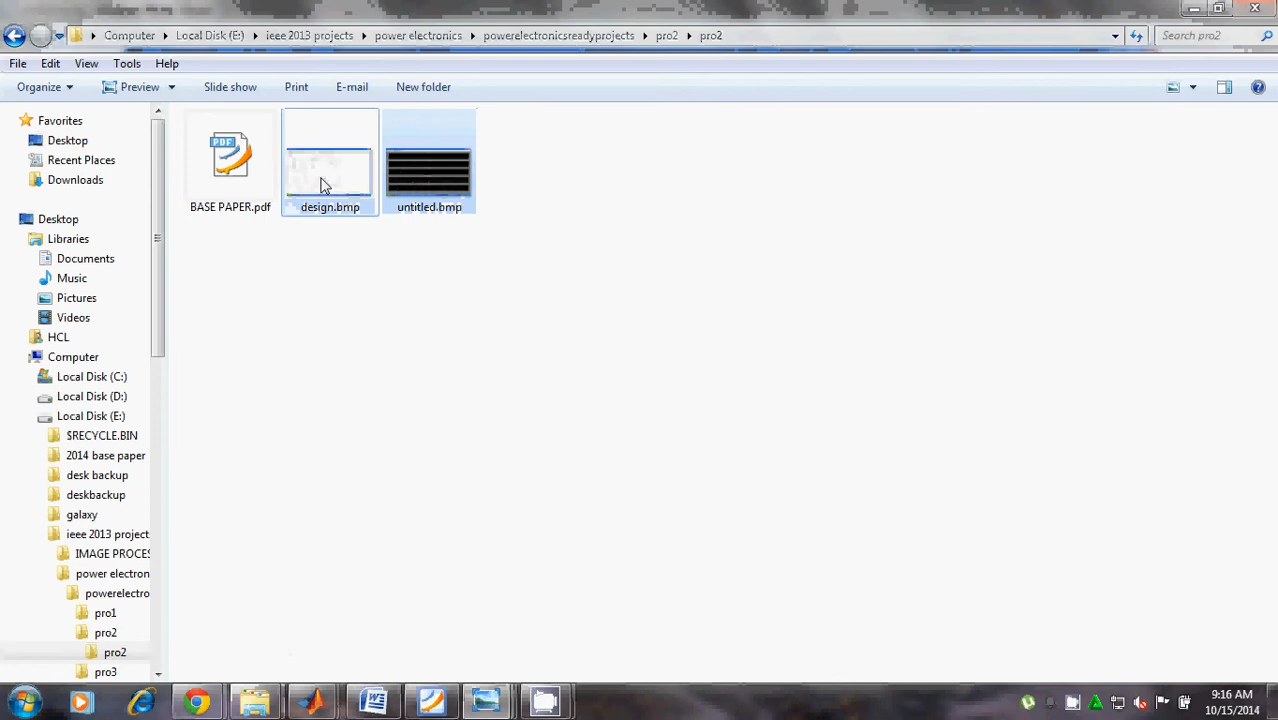 Computer ▸ Local Disk (E:) ▸ ieee 2013 projects ▸ power electronics ▸ powerelectronicsreadyprojects ▸ pro2 ▸ pro2
Search pro2
File Edit View Tools Help
Organize Preview Slide show Print E-mail New folder
Favorites
Desktop
Recent Places
Downloads
Desktop
Libraries
Documents
Music
Pictures
Videos
HCL
Computer
Local Disk (C:)
Local Disk (D:)
Local Disk (E:)
$RECYCLE.BIN
2014 base paper
desk backup
deskbackup
galaxy
ieee 2013 project
IMAGE PROCES
power electron
powerelectro
pro1
pro2
pro2
pro3
PDF
BASE PAPER.pdf design.bmp untitled.bmp
9:16 AM
10/15/2014